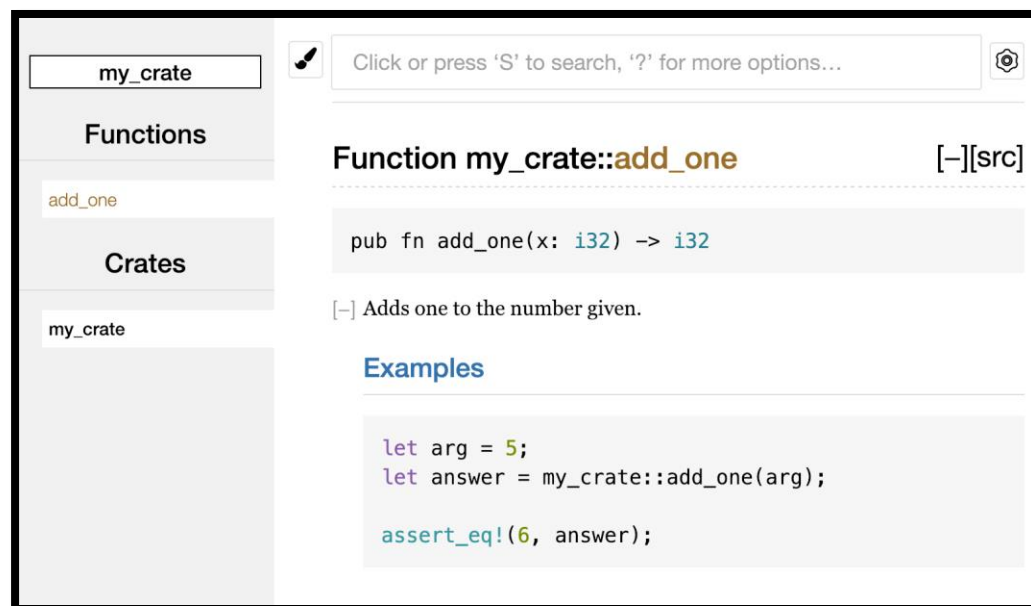 my_crate
Functions
add_one
Crates
my_crate
Click or press ‘S’ to search, ‘?’ for more options…
Function my_crate::add_one [−][src]
pub fn add_one(x: i32) -> i32
[−] Adds one to the number given.
Examples
let arg = 5;
let answer = my_crate::add_one(arg);
assert_eq!(6, answer);